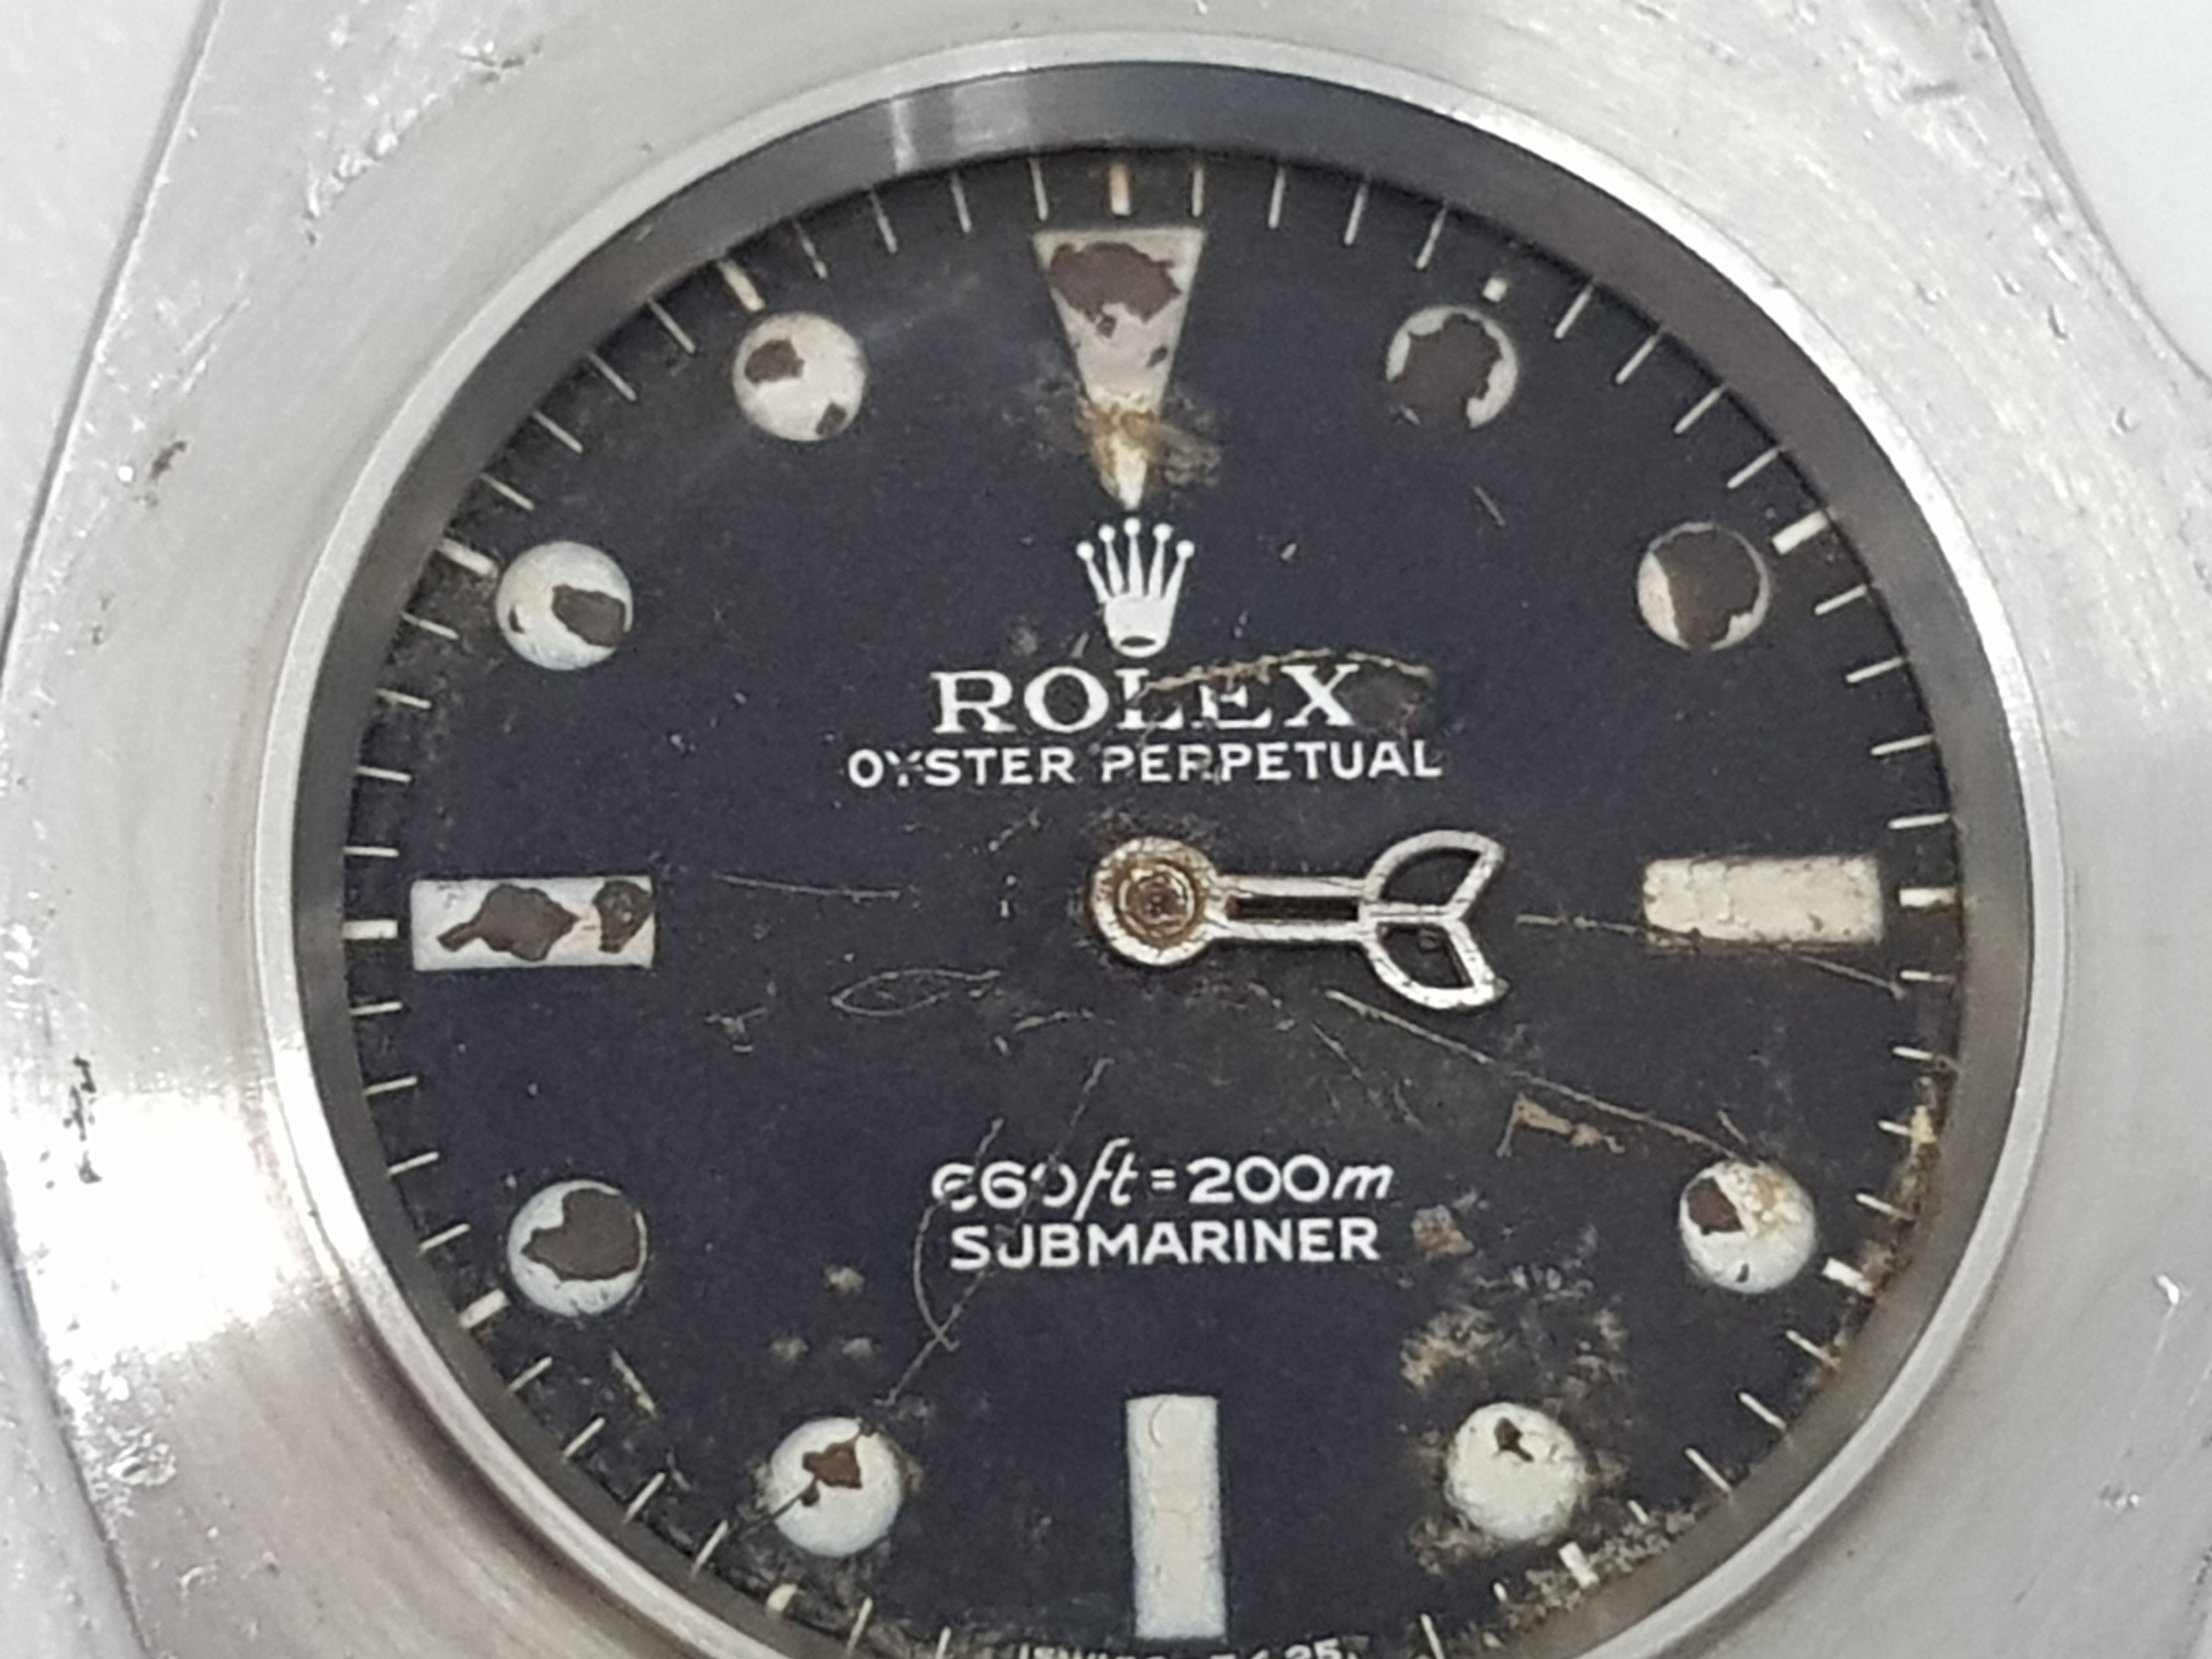 ROLEX
OYSTER PERPETUAL
660ft=200m
SUBMARINER